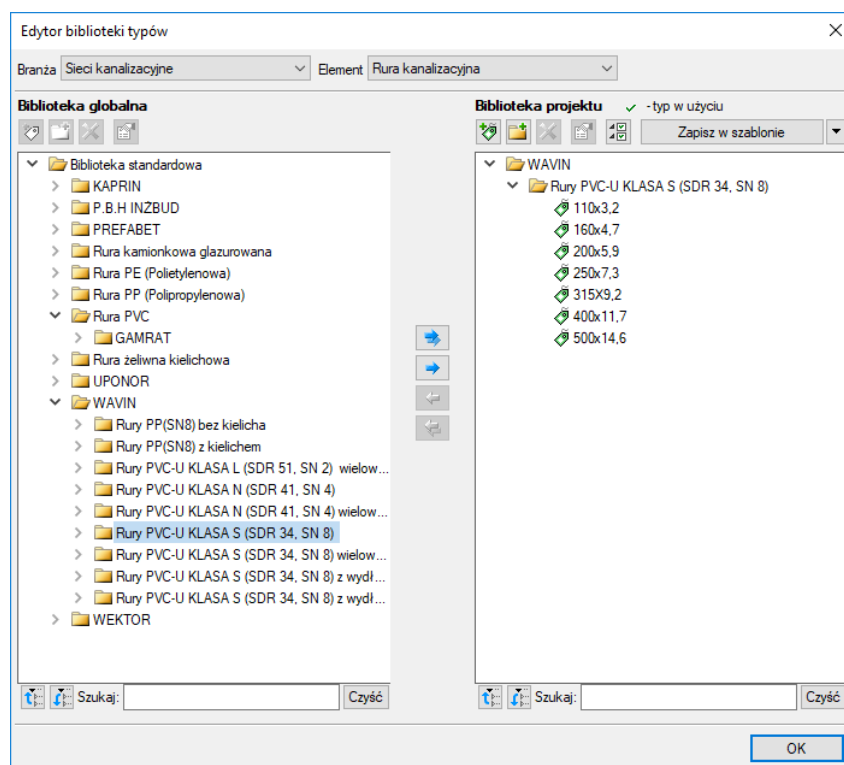 Edytor biblioteki typów
Branża Sieci kanalizacyjne Element Rura kanalizacyjna
Biblioteka globalna
Biblioteka standardowa
KAPRIN
P.B.H INŻBUD
PREFABET
Rura kamionkowa glazurowana
Rura PE (Polietylenowa)
Rura PP (Polipropylenowa)
Rura PVC
GAMRAT
Rura żeliwna kielichowa
UPONOR
WAVIN
Rury PP(SN8) bez kielicha
Rury PP(SN8) z kielichem
Rury PVC-U KLASA L (SDR 51, SN 2) wielow...
Rury PVC-U KLASA N (SDR 41, SN 4)
Rury PVC-U KLASA N (SDR 41, SN 4) wielow...
Rury PVC-U KLASA S (SDR 34, SN 8)
Rury PVC-U KLASA S (SDR 34, SN 8) wielow...
Rury PVC-U KLASA S (SDR 34, SN 8) z wydł...
Rury PVC-U KLASA S (SDR 34, SN 8) z wydł...
WEKTOR
Szukaj: Czyść
Biblioteka projektu - typ w użyciu
Zapisz w szablonie
WAVIN
Rury PVC-U KLASA S (SDR 34, SN 8)
110x3,2
160x4,7
200x5,9
250x7,3
315X9,2
400x11,7
500x14,6
Szukaj: Czyść
OK